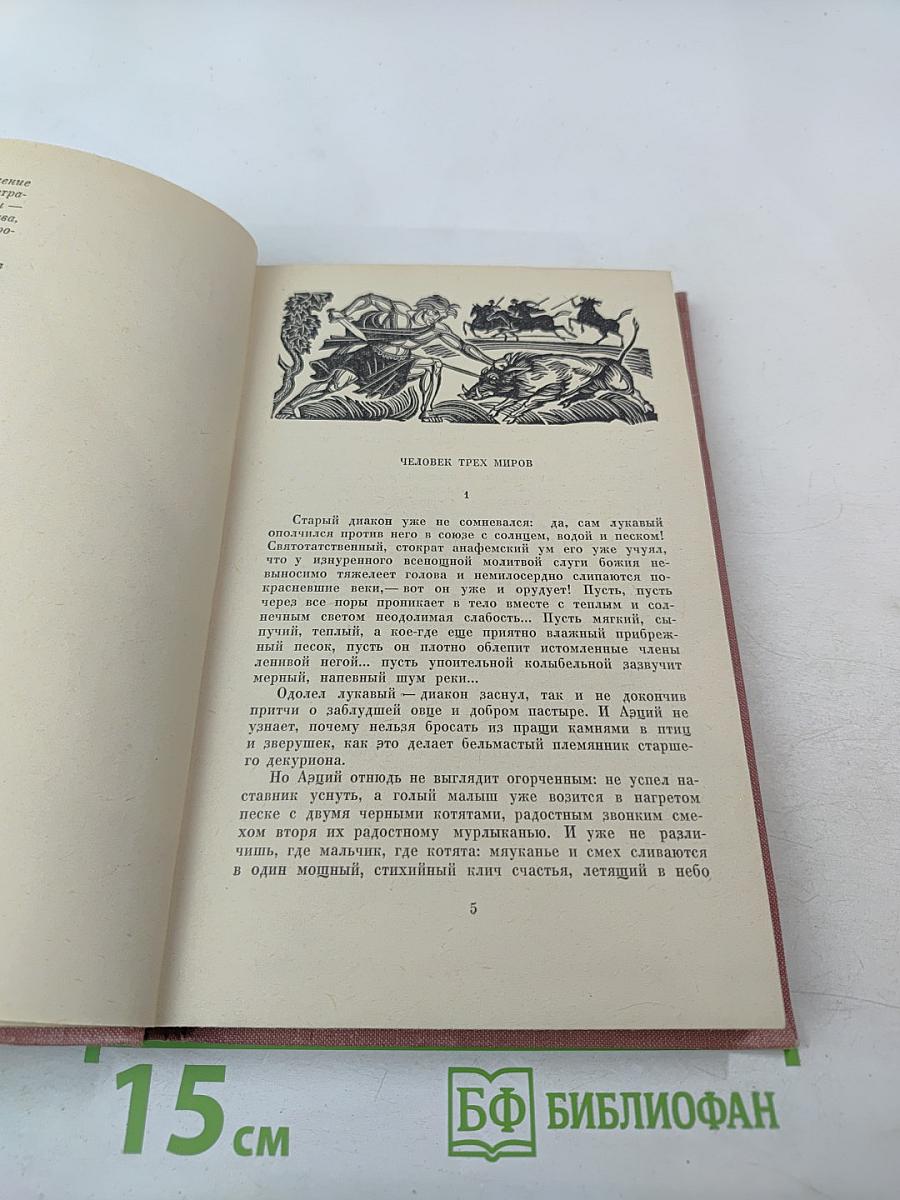 ение
тра-
—
ва,
ро-
ЧЕЛОВЕК ТРЕХ МИРОВ
1
Старый диакон уже не сомневался: да, сам лукавый
ополчился против него в союзе с солнцем, водой и песком!
Святотатственный, стократ анафемский ум его уже учуял,
что у изнуренного всенощной молитвой слуги божия не-
выносимо тяжелеет голова и немилосердно слипаются по-
красневшие веки,— вот он уже и орудует! Пусть, пусть
через все поры проникает в тело вместе с теплым и сол-
нечным светом неодолимая слабость... Пусть мягкий, сы-
пучий, теплый, а кое-где еще приятно влажный прибреж-
ный песок, пусть он плотно облепит истомленные члены
ленивой негой... пусть упоительной колыбельной зазвучит
мерный, напевный шум реки...
Одолел лукавый — диакон заснул, так и не докончив
притчи о заблудшей овце и добром пастыре. И Аэций не
узнает, почему нельзя бросать из пращи камнями в птиц
и зверушек, как это делает бельмастый племянник старше-
го декуриона.
Но Аэций отнюдь не выглядит огорченным: не успел на-
ставник уснуть, а голый малыш уже возится в нагретом
песке с двумя черными котятами, радостным звонким сме-
хом вторя их радостному мурлыканью. И уже не разли-
чишь, где мальчик, где котята: мяуканье и смех сливаются
в один мощный, стихийный клич счастья, летящий в небо
5
15 см
БФ БИБЛИОФАН